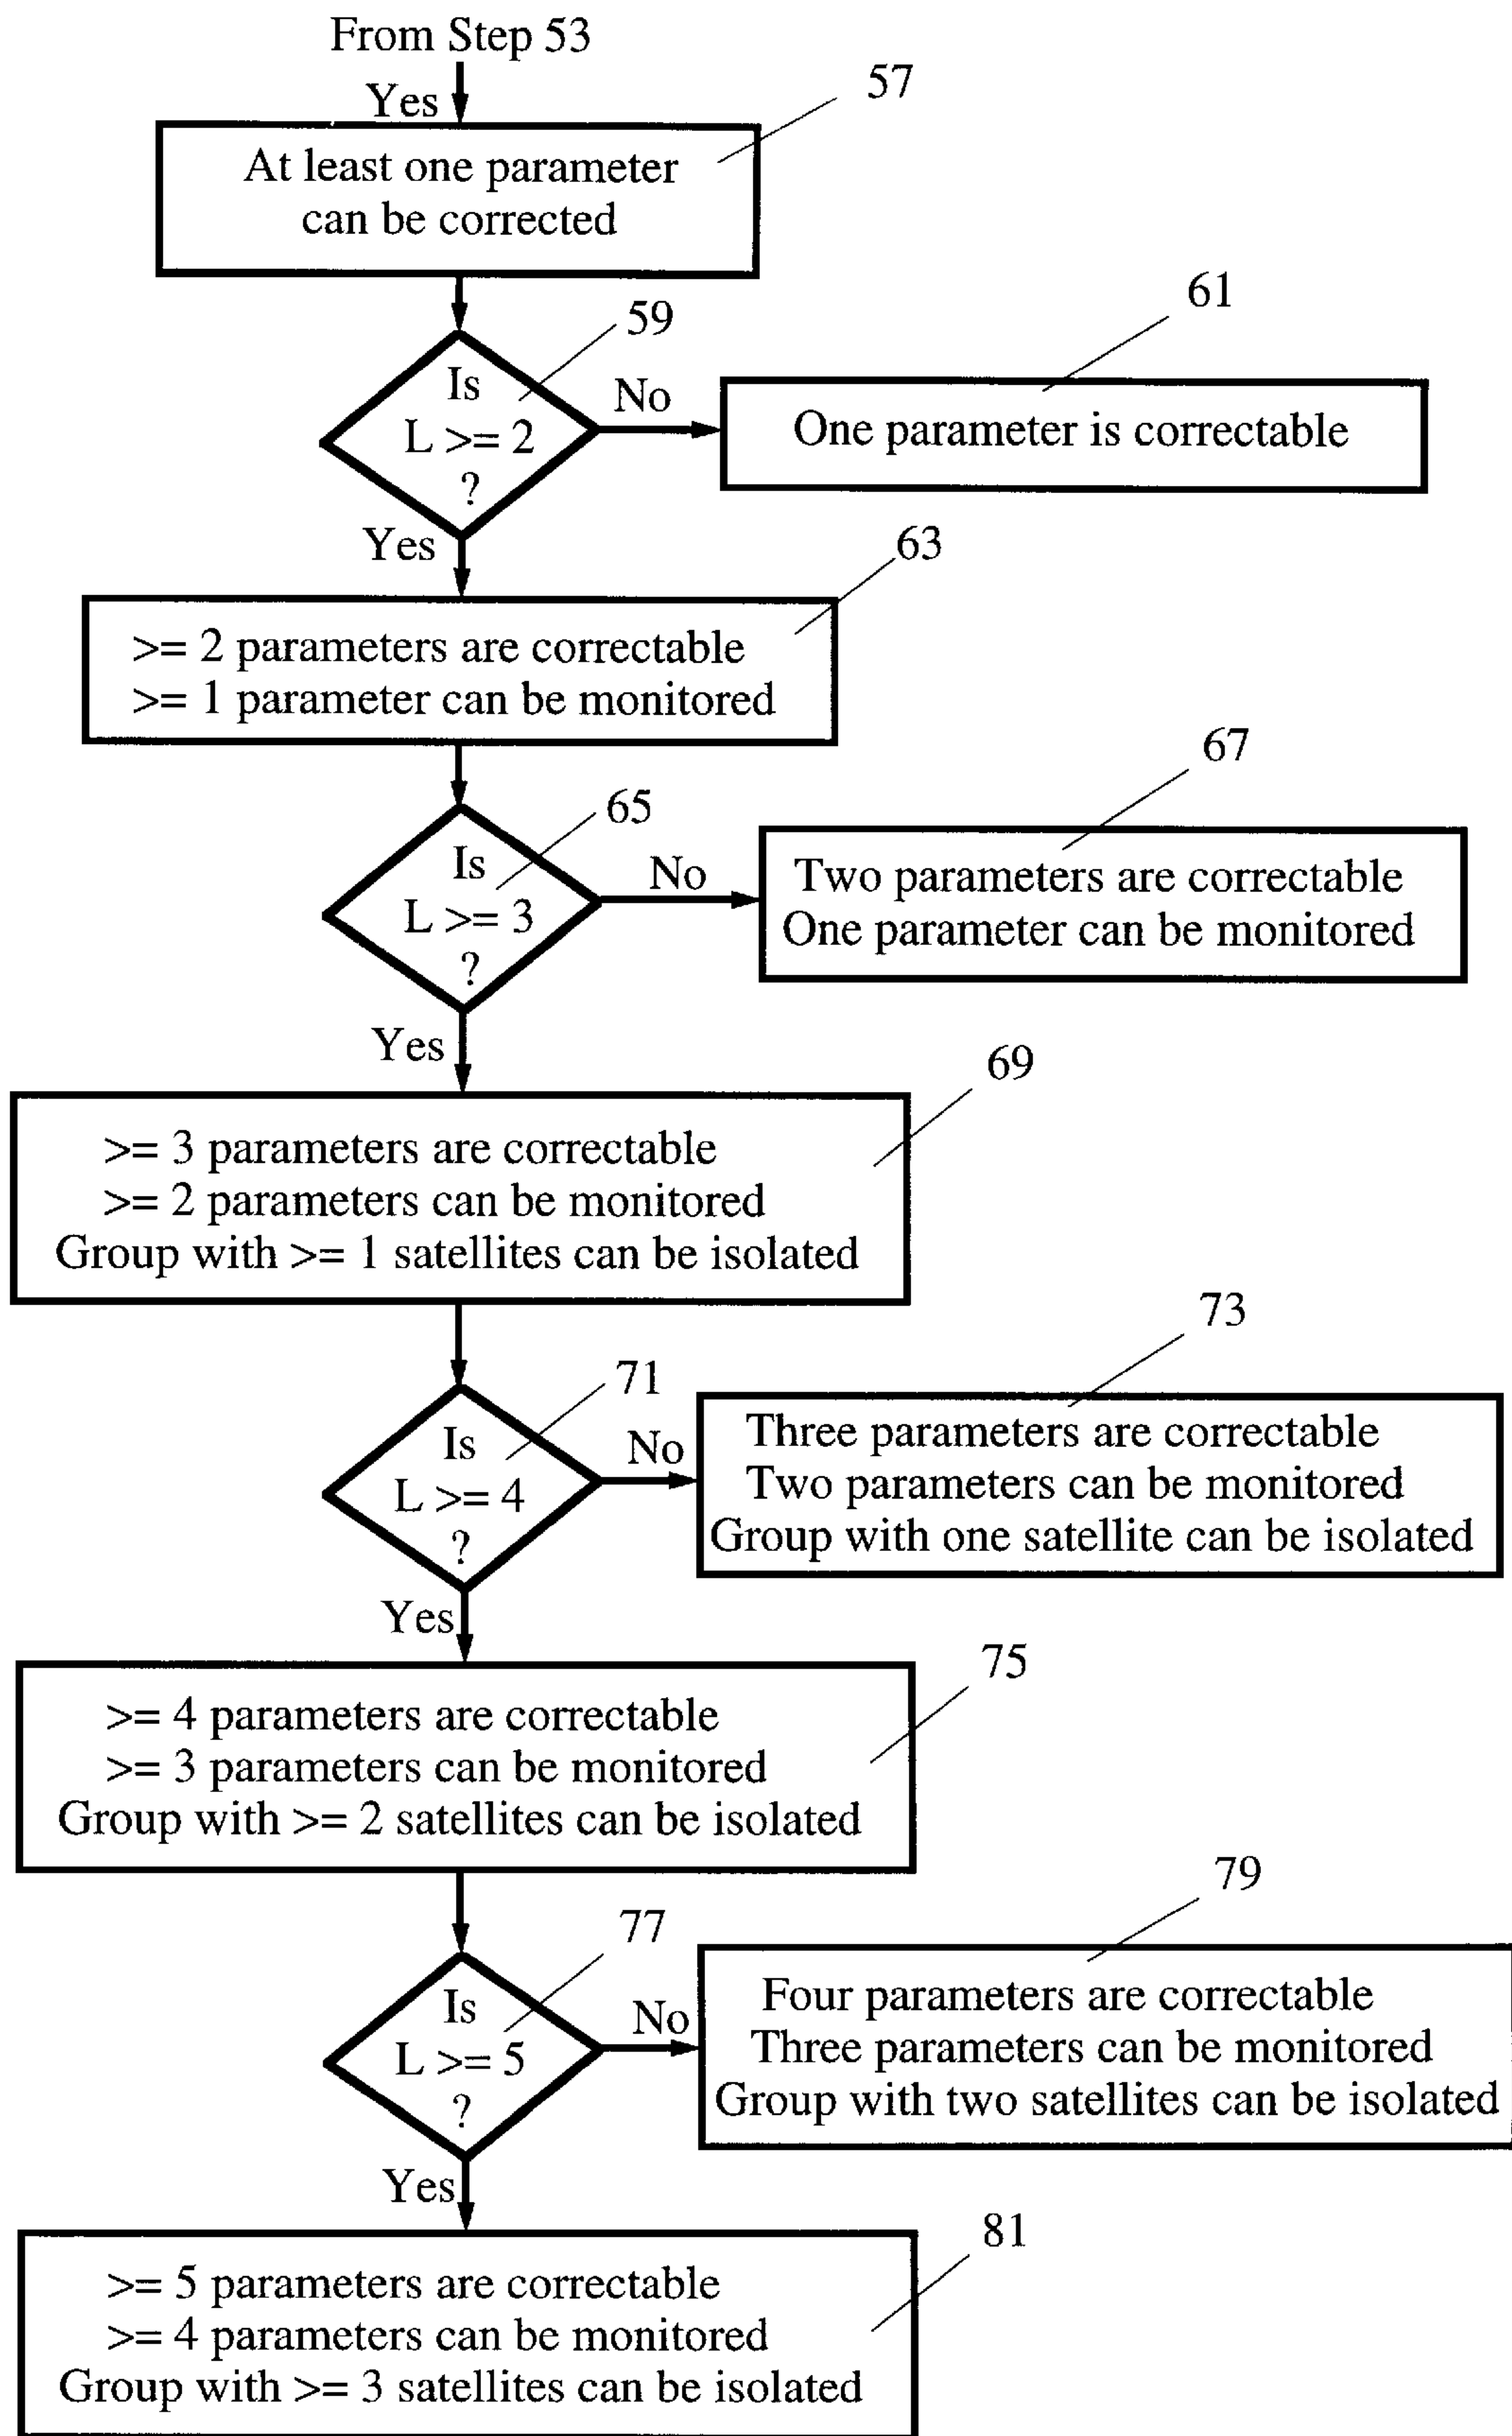 From Step 53
Yes
57
At least one parameter
can be corrected
59
Is
L >= 2
?
No
61
One parameter is correctable
Yes
63
>= 2 parameters are correctable
>= 1 parameter can be monitored
65
Is
L >= 3
?
No
67
Two parameters are correctable
One parameter can be monitored
Yes
69
>= 3 parameters are correctable
>= 2 parameters can be monitored
Group with >= 1 satellites can be isolated
71
Is
L >= 4
?
No
73
Three parameters are correctable
Two parameters can be monitored
Group with one satellite can be isolated
Yes
75
>= 4 parameters are correctable
>= 3 parameters can be monitored
Group with >= 2 satellites can be isolated
77
Is
L >= 5
?
No
79
Four parameters are correctable
Three parameters can be monitored
Group with two satellites can be isolated
Yes
81
>= 5 parameters are correctable
>= 4 parameters can be monitored
Group with >= 3 satellites can be isolated